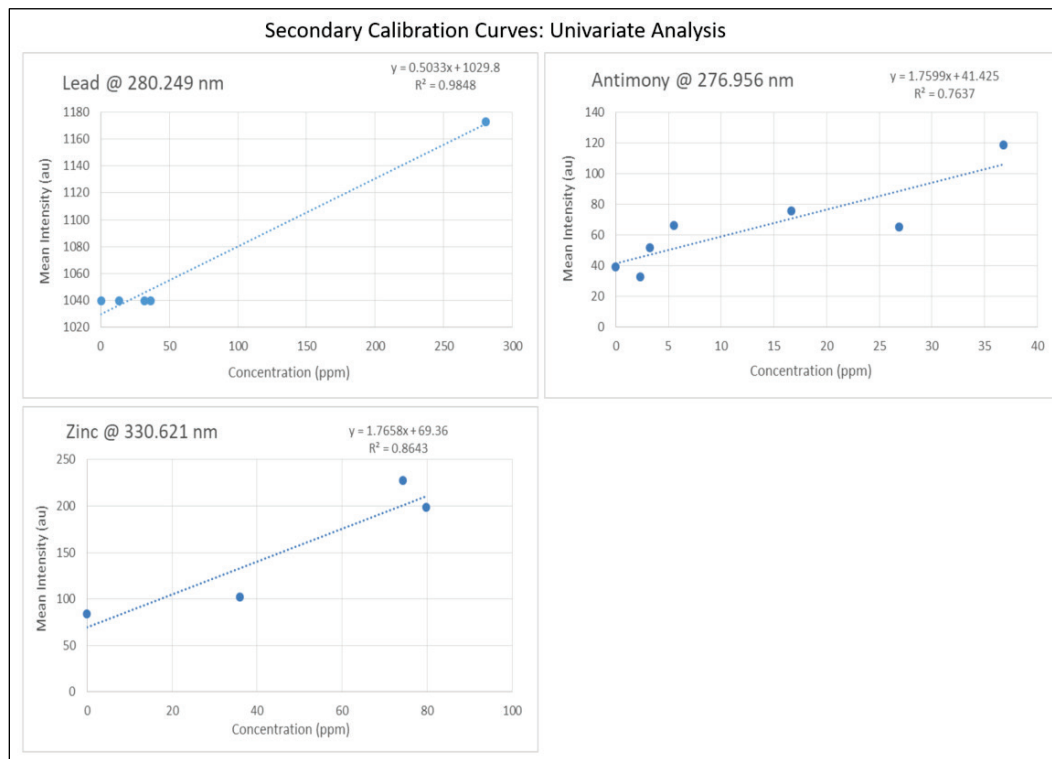 Secondary Calibration Curves: Univariate Analysis
Lead @ 280.249 nm
y = 0.5033x + 1029.8
R² = 0.9848
1180
1160
1140
1120
1100
1080
1060
1040
1020
0 50 100 150 200 250 300
Mean Intensity (au)
Concentration (ppm)
Antimony @ 276.956 nm
y = 1.7599x + 41.425
R² = 0.7637
140
120
100
80
60
40
20
0
0 5 10 15 20 25 30 35 40
Mean Intensity (au)
Concentration (ppm)
Zinc @ 330.621 nm
y = 1.7658x + 69.36
R² = 0.8643
250
200
150
100
50
0
0 20 40 60 80 100
Mean Intensity (au)
Concentration (ppm)